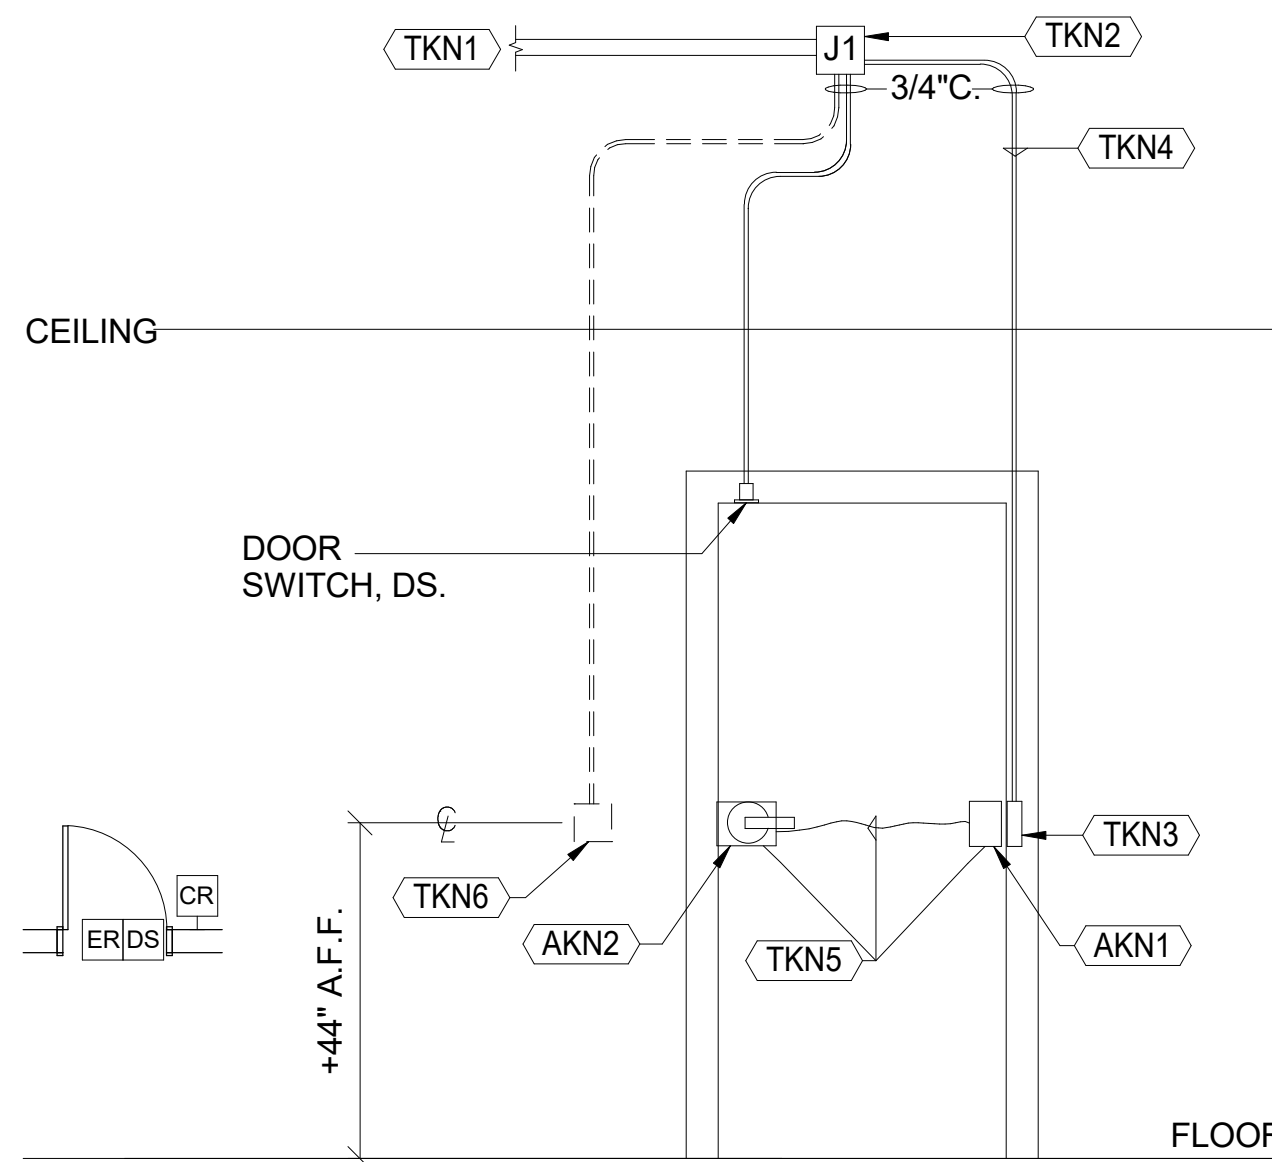 TKN1
J1
TKN2
3/4"C.
TKN4
CEILING
DOOR
SWITCH, DS.
℄
TKN3
TKN6
CR
ER DS
AKN2
TKN5
AKN1
+44" A.F.F.
FLOOR